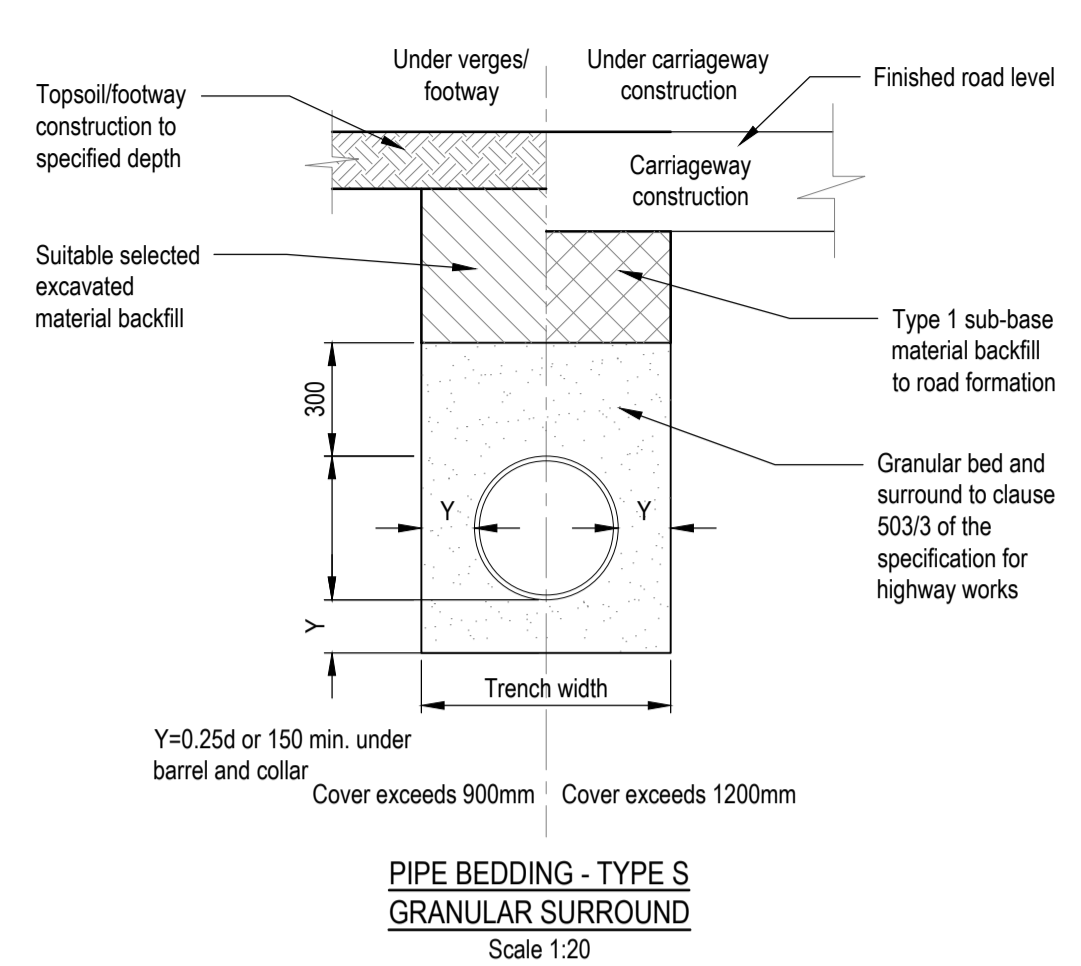 Under verges/
footway
Under carriageway
construction
Finished road level
Topsoil/footway
construction to
specified depth
Carriageway
construction
Suitable selected
excavated
material backfill
Type 1 sub-base
material backfill
to road formation
300
Granular bed and
surround to clause
503/3 of the
specification for
highway works
Y
Y
Y
Trench width
Y=0.25d or 150 min. under
barrel and collar
Cover exceeds 900mm
Cover exceeds 1200mm
PIPE BEDDING - TYPE S
GRANULAR SURROUND
Scale 1:20